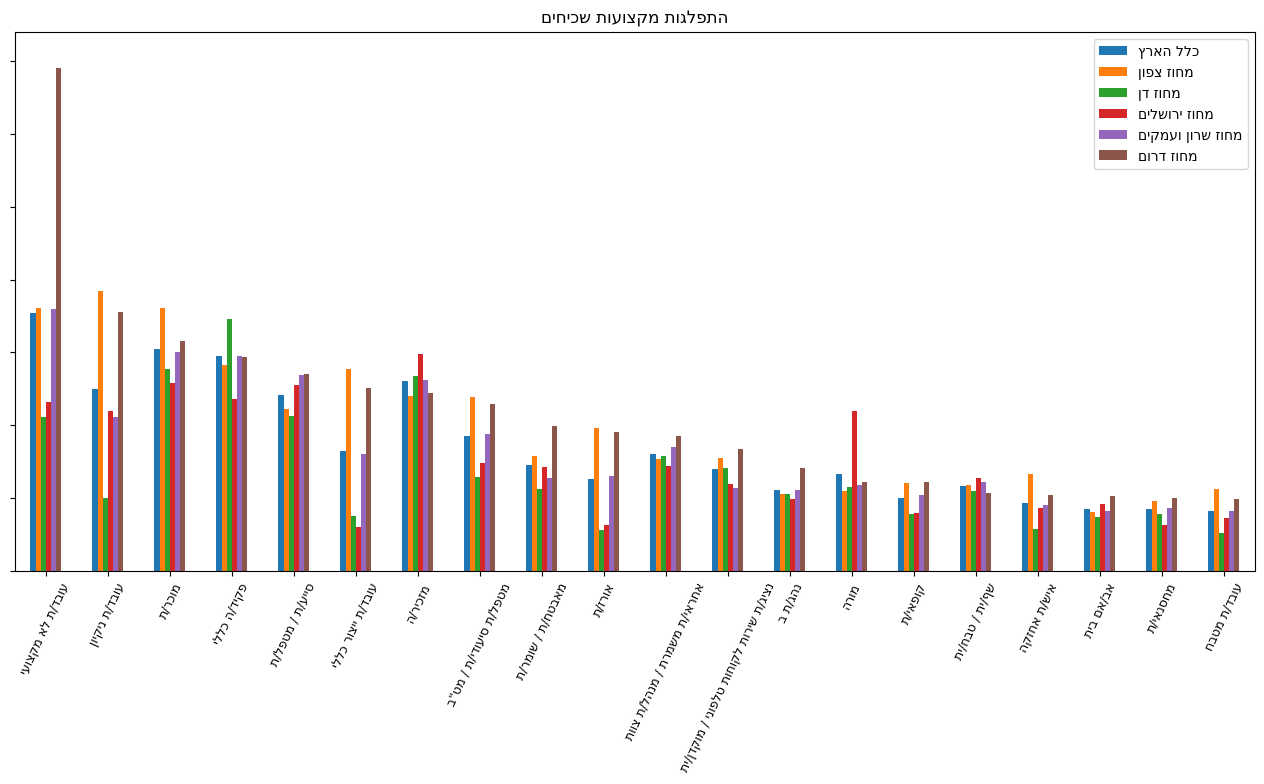 התפלגות מקצועות שכיחים
כלל הארץ
מחוז צפון
מחוז דן
מחוז ירושלים
מחוז שרון ועמקים
מחוז דרום
עובד/ת לא מקצועי
עובד/ת ניקיון
מוכר/ת
פקיד/ה כללי
סייע/ת / מטפל/ת
עובד/ת ייצור כללי
מזכיר/ה
מטפל/ת סיעודי/ת / מט"ב
מאבטח/ת / שומר/ת
אורז/ת
אחראי/ת משמרת / מנהל/ת צוות
נציג/ת שירות לקוחות טלפוני / מוקדן/ית
נהג/ת ב
מורה
קופאי/ת
שף/ית / טבח/ית
איש/ת אחזקה
אב/אם בית
מחסנאי/ת
עובד/ת מטבח